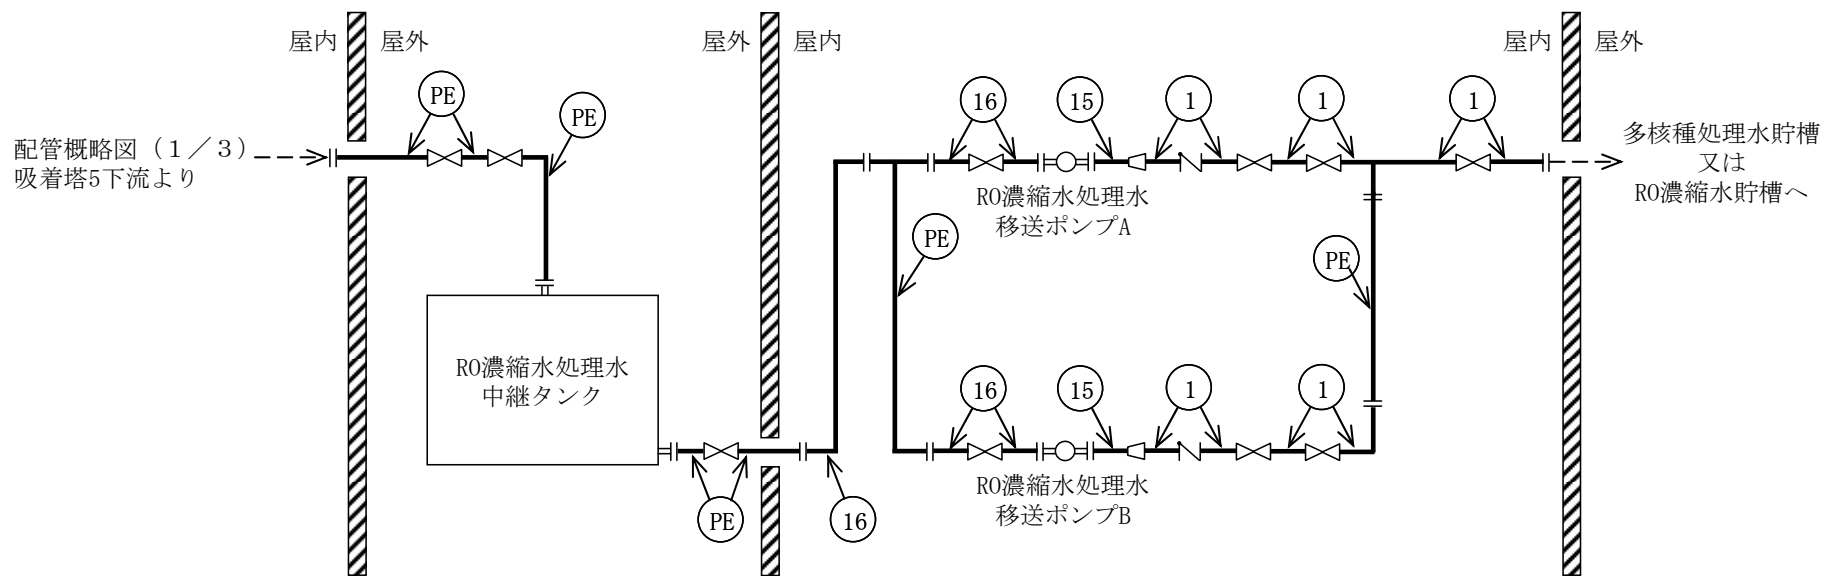 屋内
屋外
屋外
屋内
屋内
屋外
PE
PE
16
15
1
1
1
配管概略図（１／３）
吸着塔5下流より
多核種処理水貯槽
又は
RO濃縮水貯槽へ
RO濃縮水処理水
移送ポンプA
PE
PE
RO濃縮水処理水
中継タンク
16
15
1
1
RO濃縮水処理水
移送ポンプB
PE
16